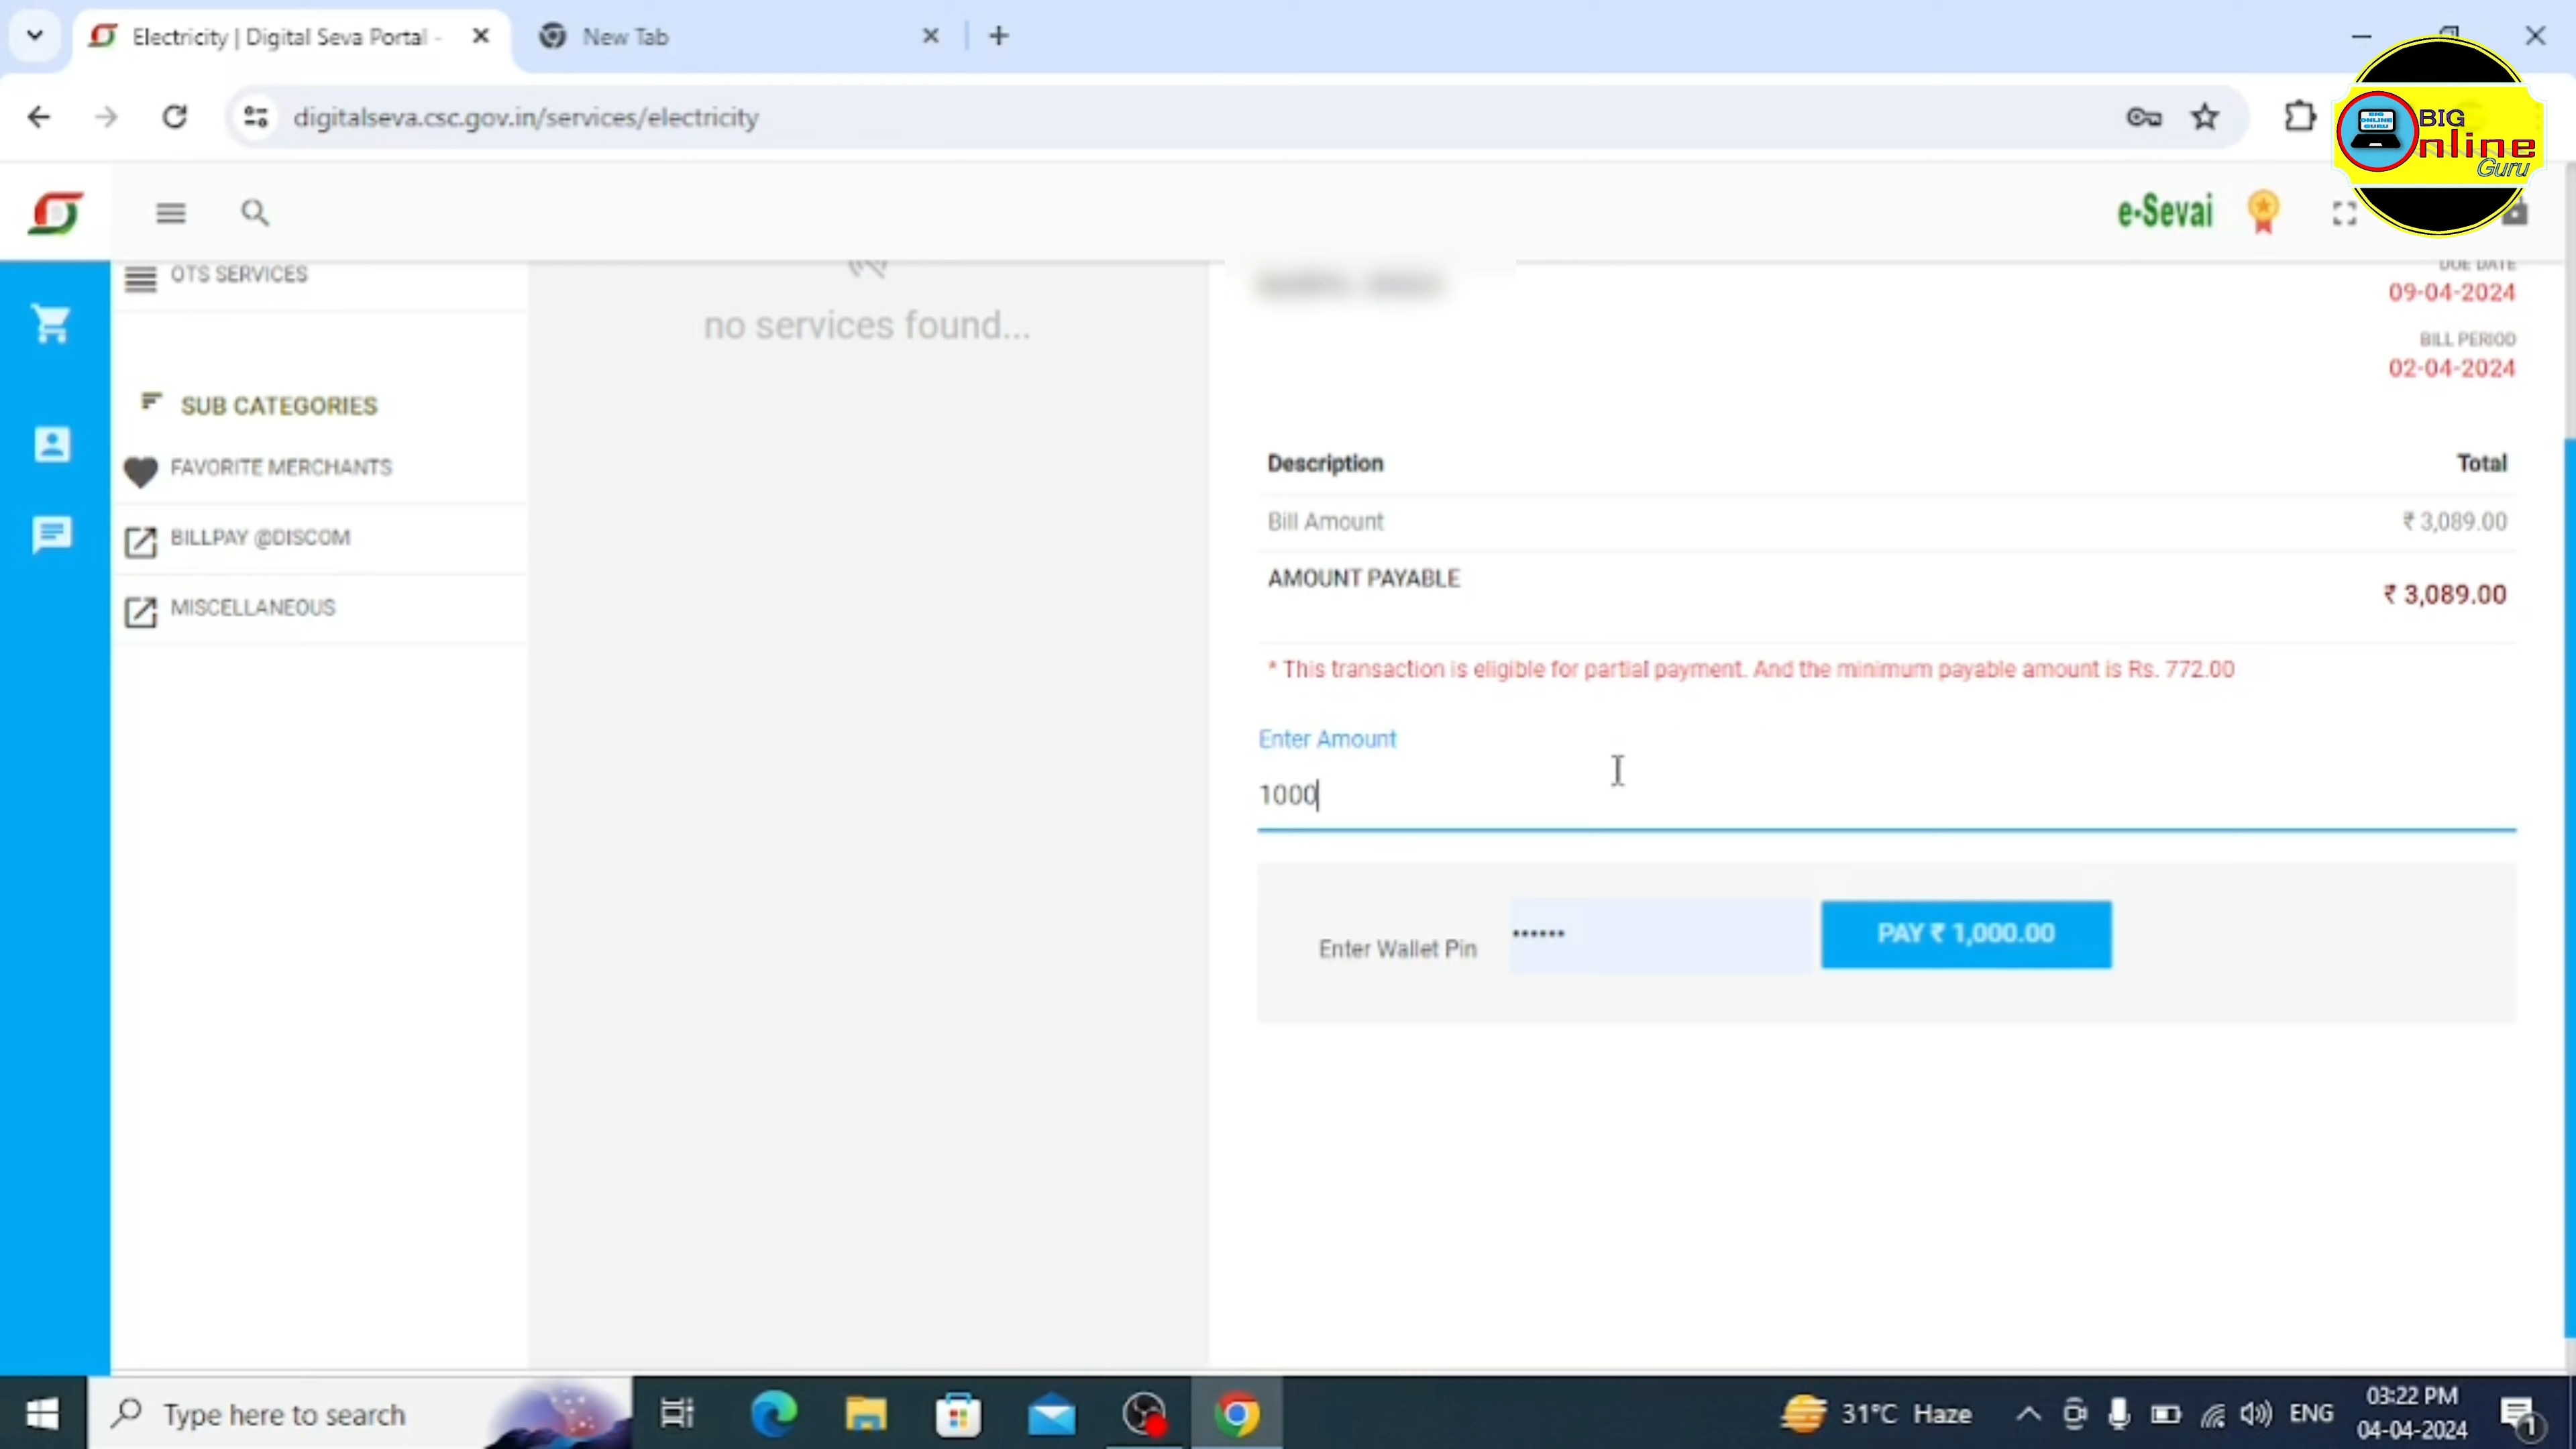 Electricity | Digital Seva Portal -
New Tab
digitalseva.csc.gov.in/services/electricity
BIG
Online
Guru
e-Sevai
OTS SERVICES
no services found...
SUB CATEGORIES
FAVORITE MERCHANTS
BILLPAY @DISCOM
MISCELLANEOUS
DUE DATE
09-04-2024
BILL PERIOD
02-04-2024
Description Total
Bill Amount ₹ 3,089.00
AMOUNT PAYABLE ₹ 3,089.00
* This transaction is eligible for partial payment. And the minimum payable amount is Rs. 772.00
Enter Amount
1000
Enter Wallet Pin •••••• PAY ₹ 1,000.00
Type here to search
31°C Haze
ENG
03:22 PM
04-04-2024
1